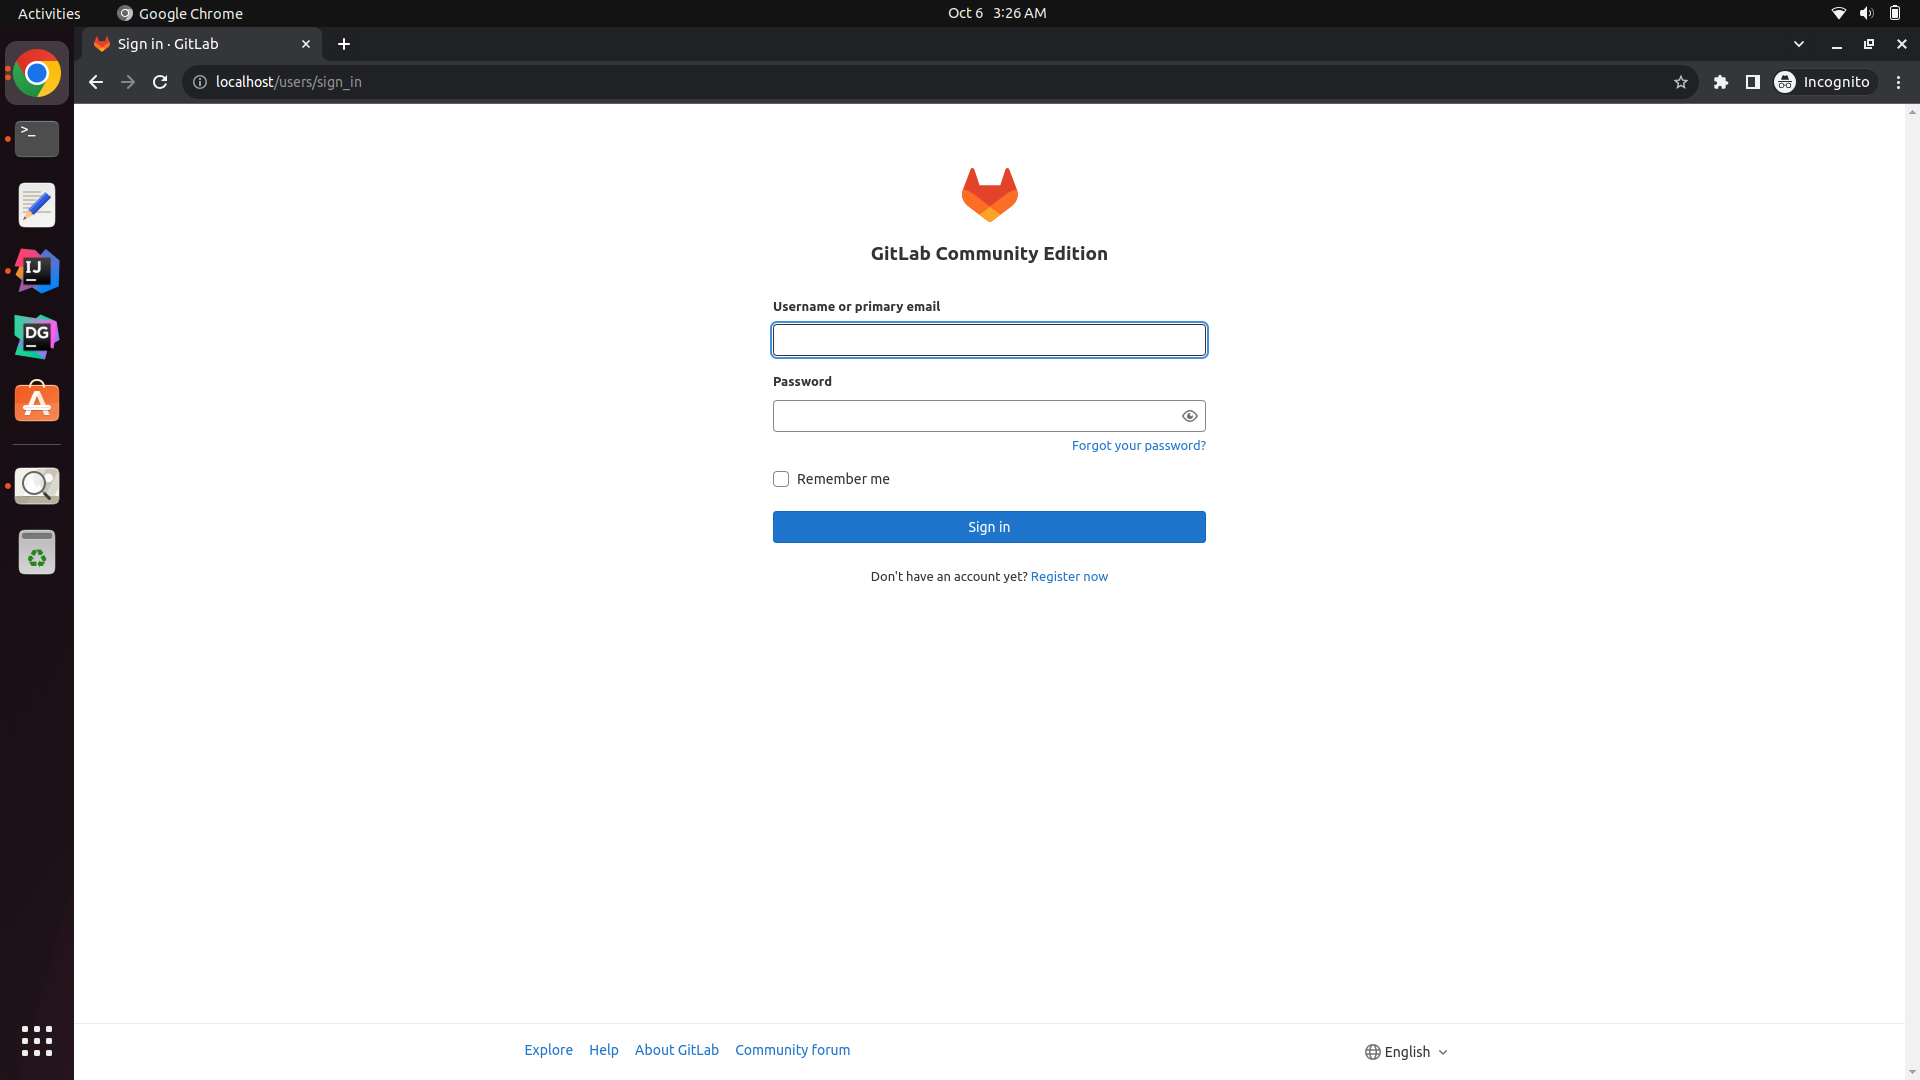 Activities
Google Chrome
Oct 6 3:26 AM
Sign in · GitLab
localhost/users/sign_in
Incognito
>_
IJ
DG
GitLab Community Edition
Username or primary email
Password
Forgot your password?
Remember me
Sign in
Don't have an account yet? Register now
Explore
Help
About GitLab
Community forum
English